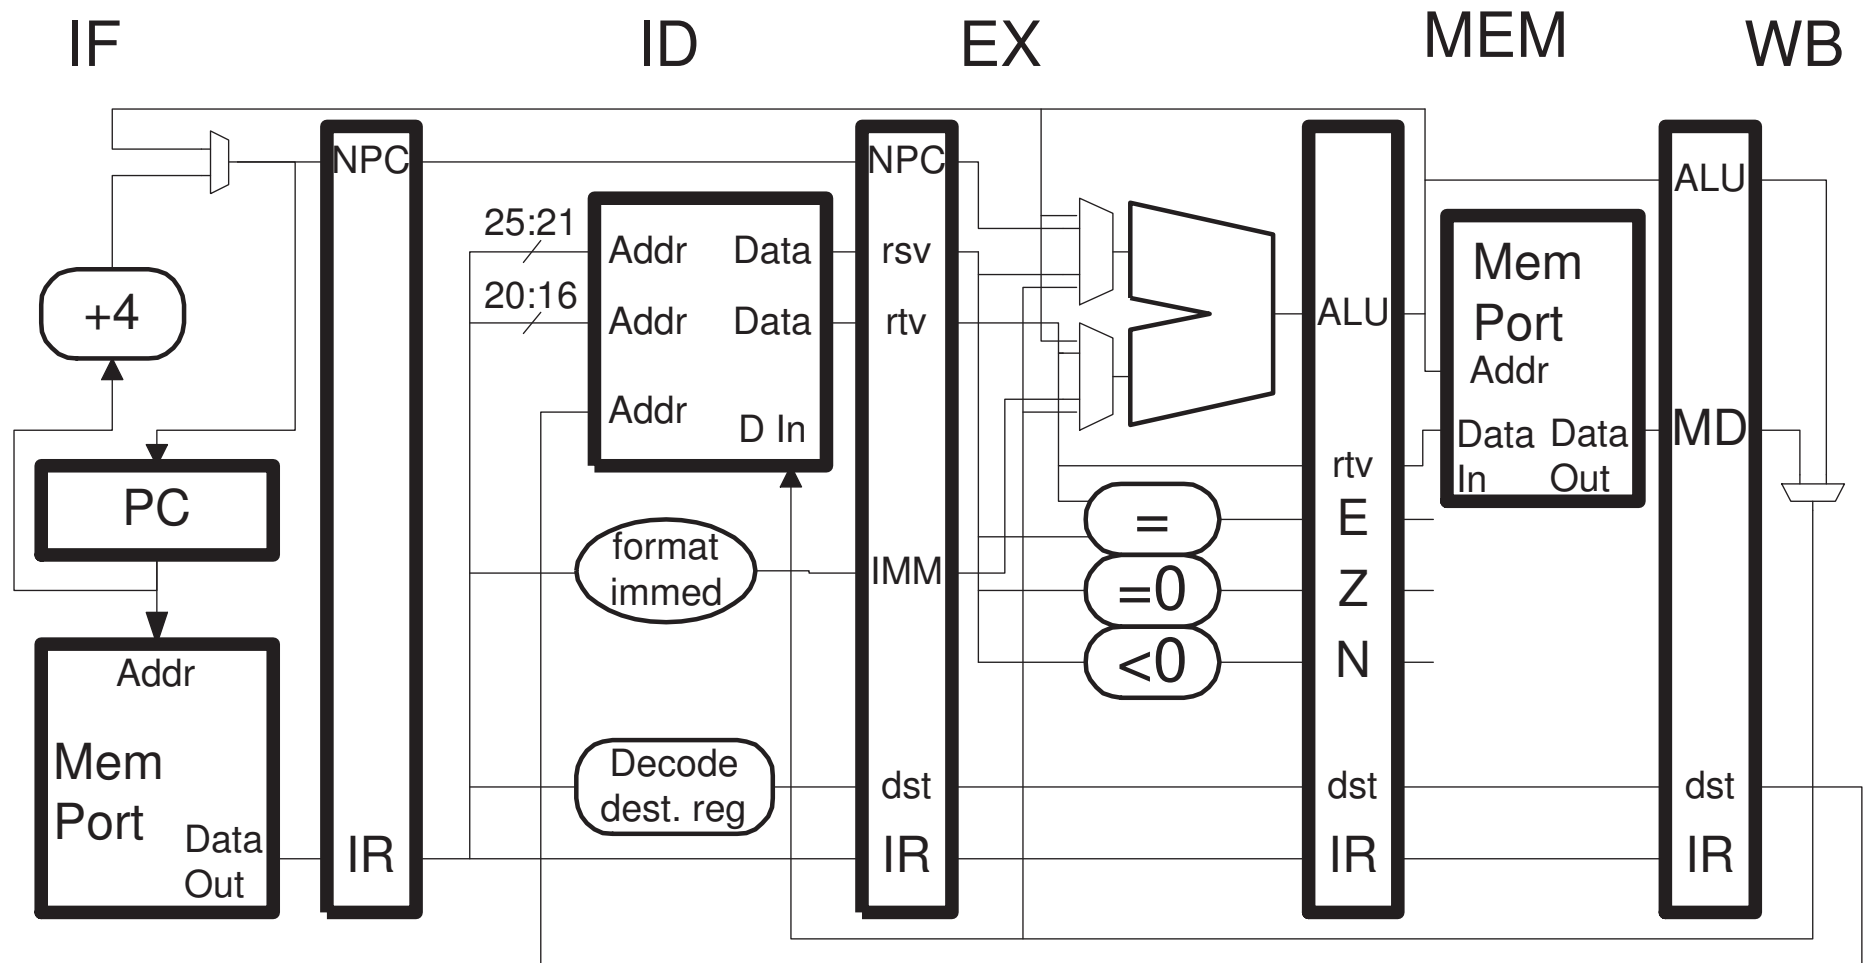 IF
ID
EX
MEM
WB
+4
PC
Addr
Mem
Port
Data
Out
NPC
IR
25:21
20:16
Addr
Data
Addr
Data
Addr
D In
format
immed
Decode
dest. reg
NPC
rsv
rtv
IMM
dst
IR
=
=0
<0
ALU
rtv
E
Z
N
dst
IR
Mem
Port
Addr
Data
In
Data
Out
ALU
MD
dst
IR